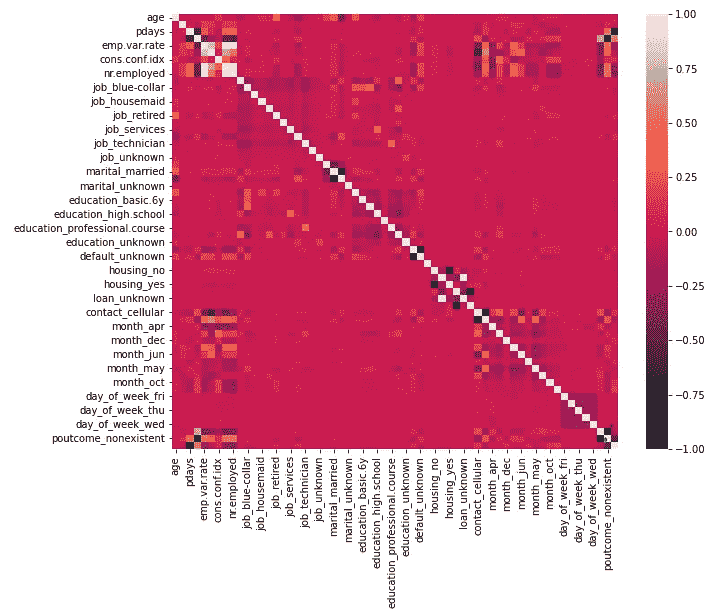 age
pdays
emp.var.rate
cons.conf.idx
nr.employed
job_blue-collar
job_housemaid
job_retired
job_services
job_technician
job_unknown
marital_married
marital_unknown
education_basic.6y
education_high.school
education_professional.course
education_unknown
default_unknown
housing_no
housing_yes
loan_unknown
contact_cellular
month_apr
month_dec
month_jun
month_may
month_oct
day_of_week_fri
day_of_week_thu
day_of_week_wed
poutcome_nonexistent
age
pdays
emp.var.rate
cons.conf.idx
nr.employed
job_blue-collar
job_housemaid
job_retired
job_services
job_technician
job_unknown
marital_married
marital_unknown
education_basic.6y
education_high.school
education_professional.course
education_unknown
default_unknown
housing_no
housing_yes
loan_unknown
contact_cellular
month_apr
month_dec
month_jun
month_may
month_oct
day_of_week_fri
day_of_week_thu
day_of_week_wed
poutcome_nonexistent
1.00
0.75
0.50
0.25
0.00
−0.25
−0.50
−0.75
−1.00